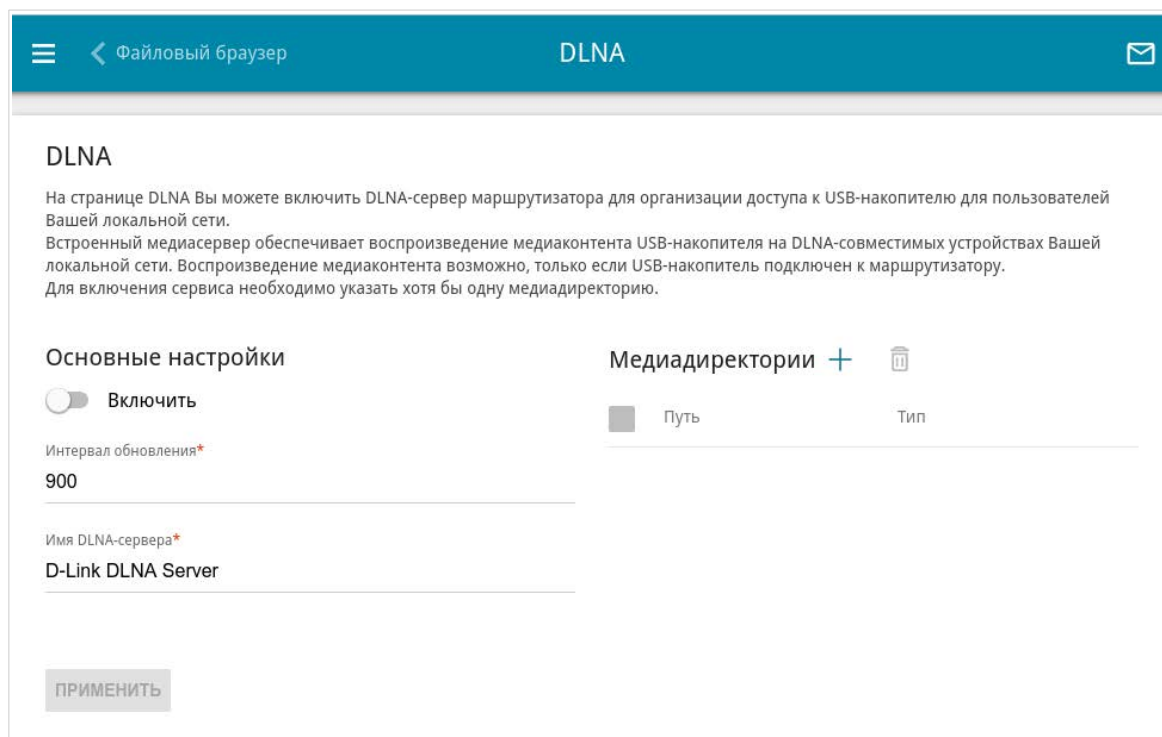 Файловый браузер
DLNA
DLNA
На странице DLNA Вы можете включить DLNA-сервер маршрутизатора для организации доступа к USB-накопителю для пользователей
Вашей локальной сети.
Встроенный медиасервер обеспечивает воспроизведение медиаконтента USB-накопителя на DLNA-совместимых устройствах Вашей
локальной сети. Воспроизведение медиаконтента возможно, только если USB-накопитель подключен к маршрутизатору.
Для включения сервиса необходимо указать хотя бы одну медиадиректорию.
Основные настройки
Включить
Интервал обновления*
900
Имя DLNA-сервера*
D-Link DLNA Server
ПРИМЕНИТЬ
Медиадиректории
Путь Тип